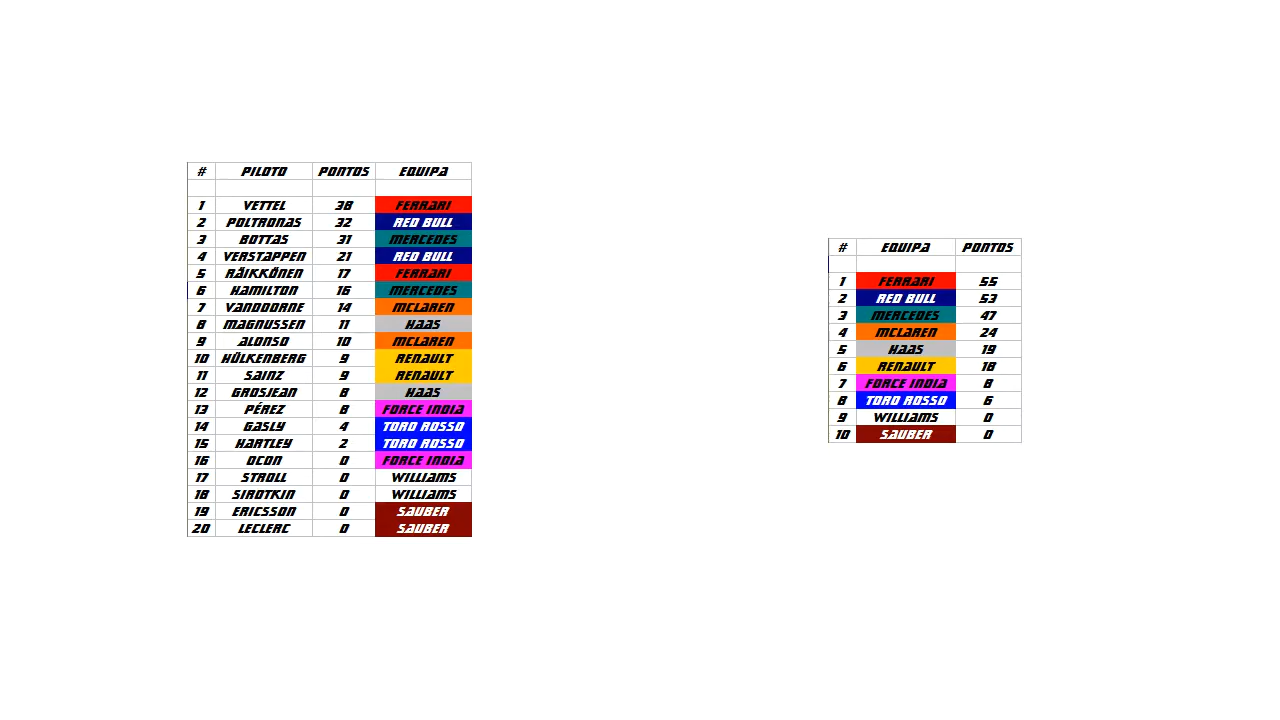 # PILOTO PONTOS EQUIPA
1 VETTEL 38 FERRARI
2 POLTRONAS 32 RED BULL
3 BOTTAS 31 MERCEDES
4 VERSTAPPEN 21 RED BULL
5 RÄIKKÖNEN 17 FERRARI
6 HAMILTON 16 MERCEDES
7 VANDOORNE 14 MCLAREN
8 MAGNUSSEN 11 HAAS
9 ALONSO 10 MCLAREN
10 HÜLKENBERG 9 RENAULT
11 SAINZ 9 RENAULT
12 GROSJEAN 8 HAAS
13 PÉREZ 8 FORCE INDIA
14 GASLY 4 TORO ROSSO
15 HARTLEY 2 TORO ROSSO
16 OCON 0 FORCE INDIA
17 STROLL 0 WILLIAMS
18 SIROTKIN 0 WILLIAMS
19 ERICSSON 0 SAUBER
20 LECLERC 0 SAUBER
# EQUIPA PONTOS
1 FERRARI 55
2 RED BULL 53
3 MERCEDES 47
4 MCLAREN 24
5 HAAS 19
6 RENAULT 18
7 FORCE INDIA 8
8 TORO ROSSO 6
9 WILLIAMS 0
10 SAUBER 0